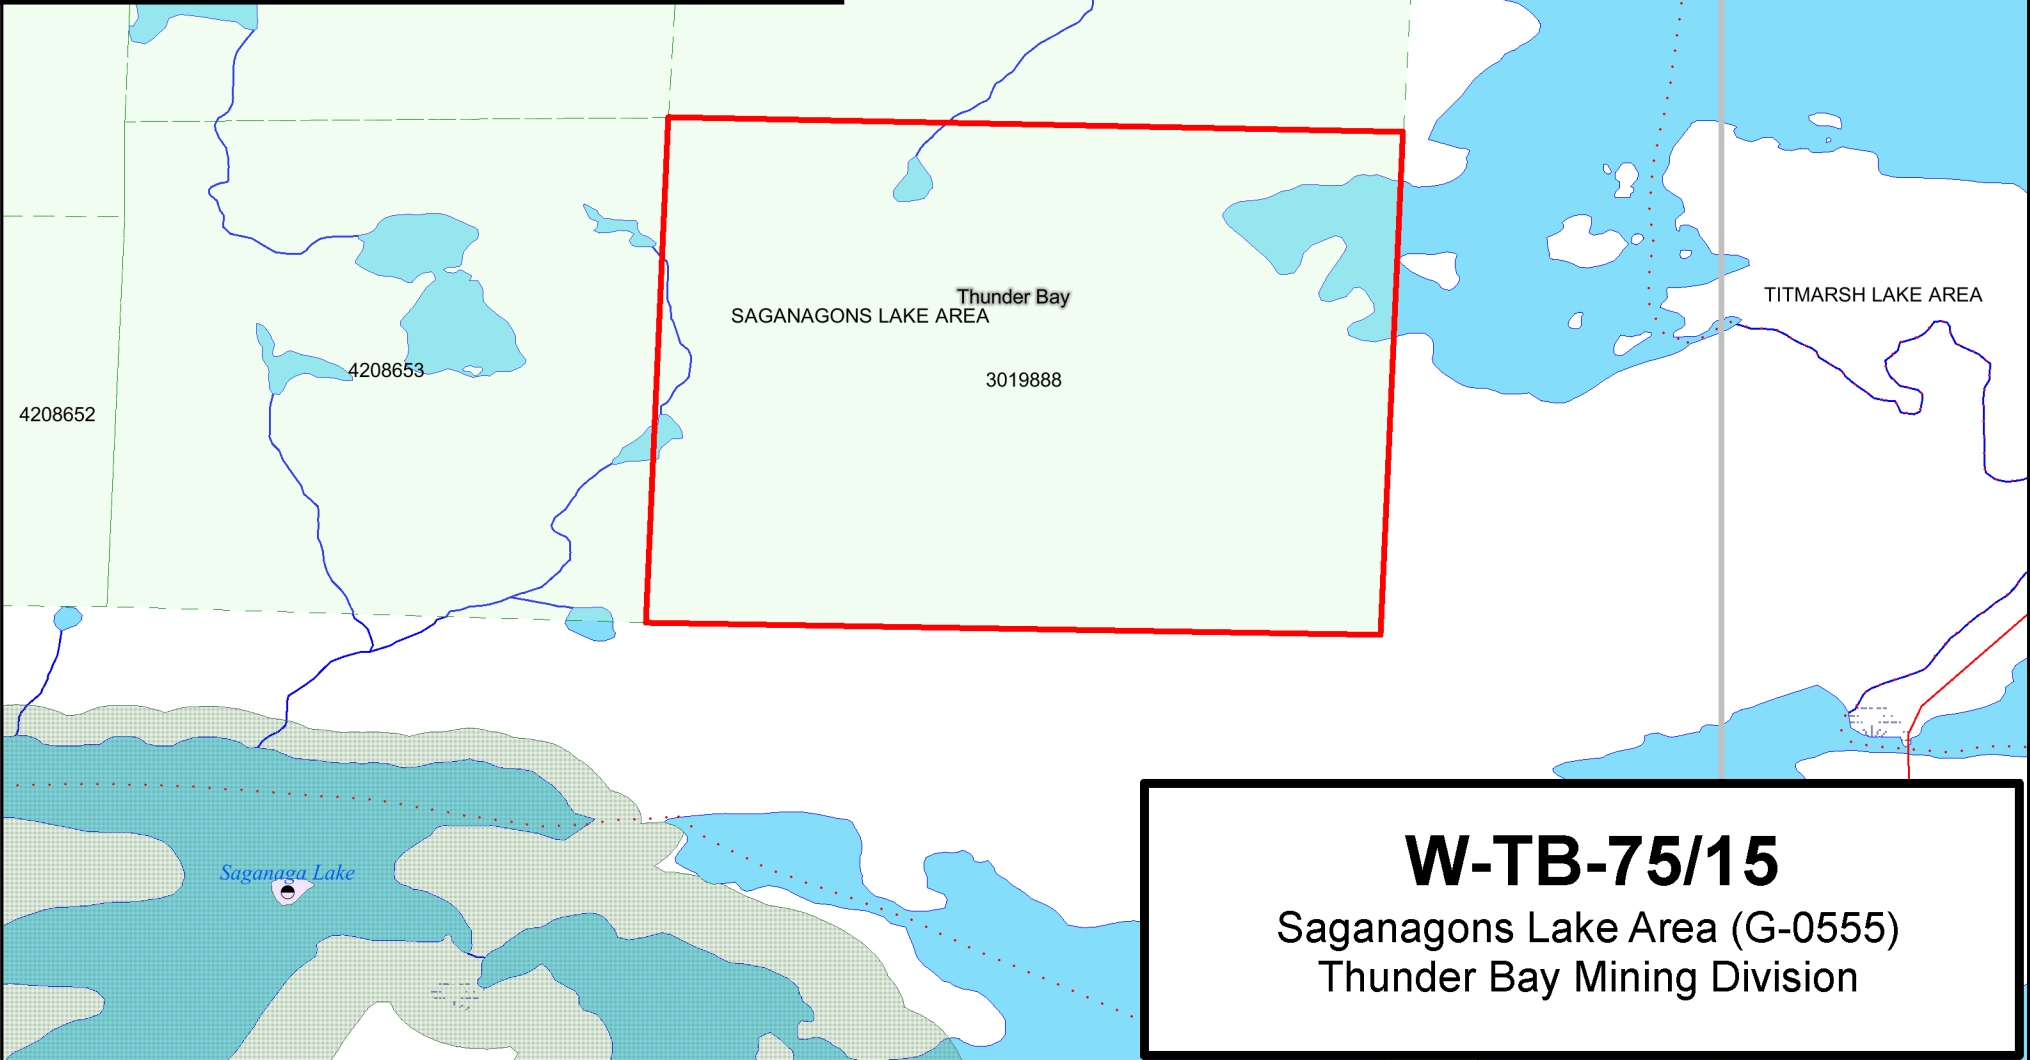 TITMARSH LAKE AREA
Thunder Bay
SAGANAGONS LAKE AREA
4208653
3019888
4208652
Saganaga Lake
W-TB-75/15
Saganagons Lake Area (G-0555)
Thunder Bay Mining Division